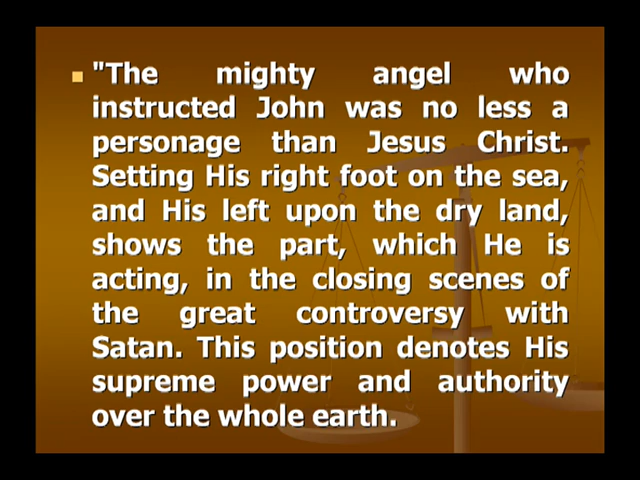 "The mighty angel who
instructed John was no less a
personage than Jesus Christ.
Setting His right foot on the sea,
and His left upon the dry land,
shows the part, which He is
acting, in the closing scenes of
the great controversy with
Satan. This position denotes His
supreme power and authority
over the whole earth.